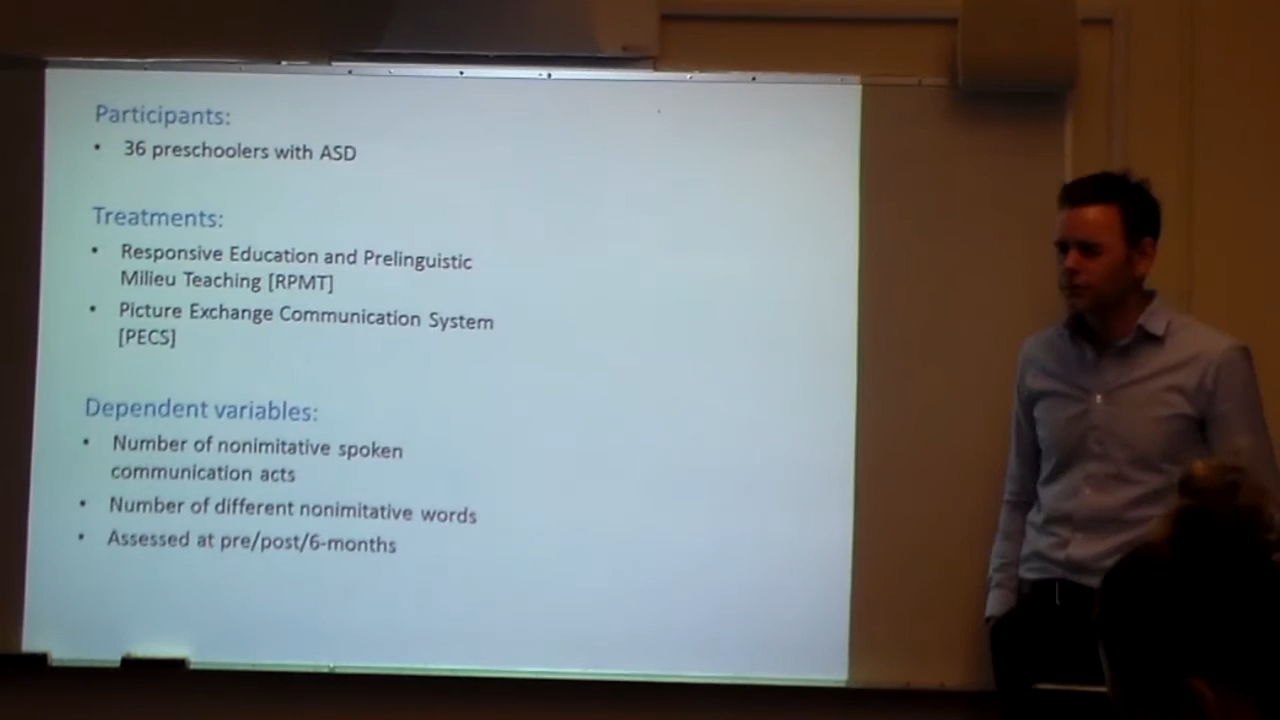 Participants:
• 36 preschoolers with ASD
Treatments:
• Responsive Education and Prelinguistic
Milieu Teaching [RPMT]
• Picture Exchange Communication System
[PECS]
Dependent variables:
• Number of nonimitative spoken
communication acts
• Number of different nonimitative words
• Assessed at pre/post/6-months